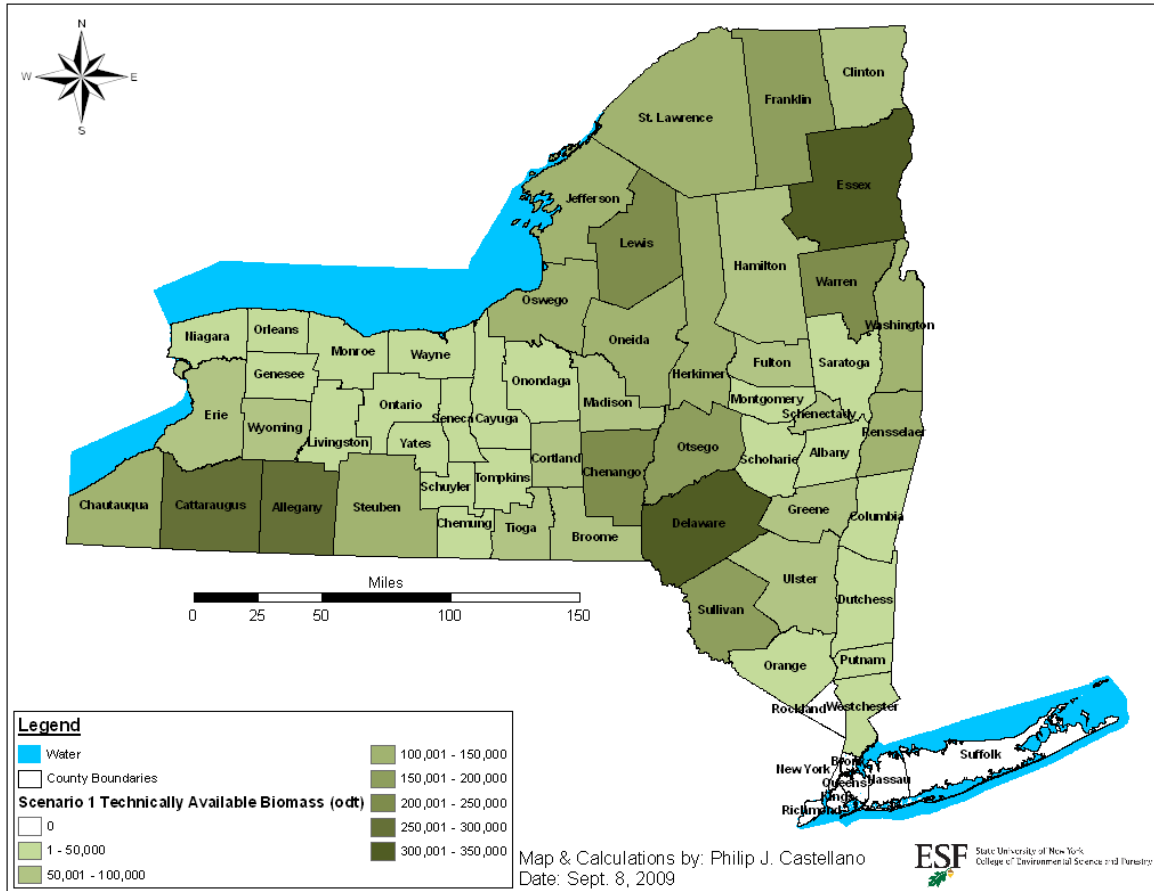 N
W E
S
Clinton
Franklin
St. Lawrence
Essex
Jefferson
Lewis
Hamilton
Warren
Oswego
Washington
Niagara
Orleans
Oneida
Monroe
Wayne
Saratoga
Fulton
Herkimer
Genesee
Onondaga
Montgomery
Madison
Ontario
Erie
Seneca
Cayuga
Schenectady
Wyoming
Rensselaer
Livingston
Yates
Otsego
Albany
Cortland
Schoharie
Chenango
Tompkins
Schuyler
Chautauqua
Cattaraugus
Allegany
Steuben
Greene
Columbia
Chemung
Tioga
Delaware
Broome
Ulster
Miles
0 25 50 100 150
Dutchess
Sullivan
Putnam
Orange
Rockland
Westchester
Suffolk
New York
Nassau
Queens
Richmond
Legend
Water
County Boundaries
Scenario 1 Technically Available Biomass (odt)
0
1 - 50,000
50,001 - 100,000
100,001 - 150,000
150,001 - 200,000
200,001 - 250,000
250,001 - 300,000
300,001 - 350,000
Map & Calculations by: Philip J. Castellano
Date: Sept. 8, 2009
ESF
State University of New York
College of Environmental Science and Forestry